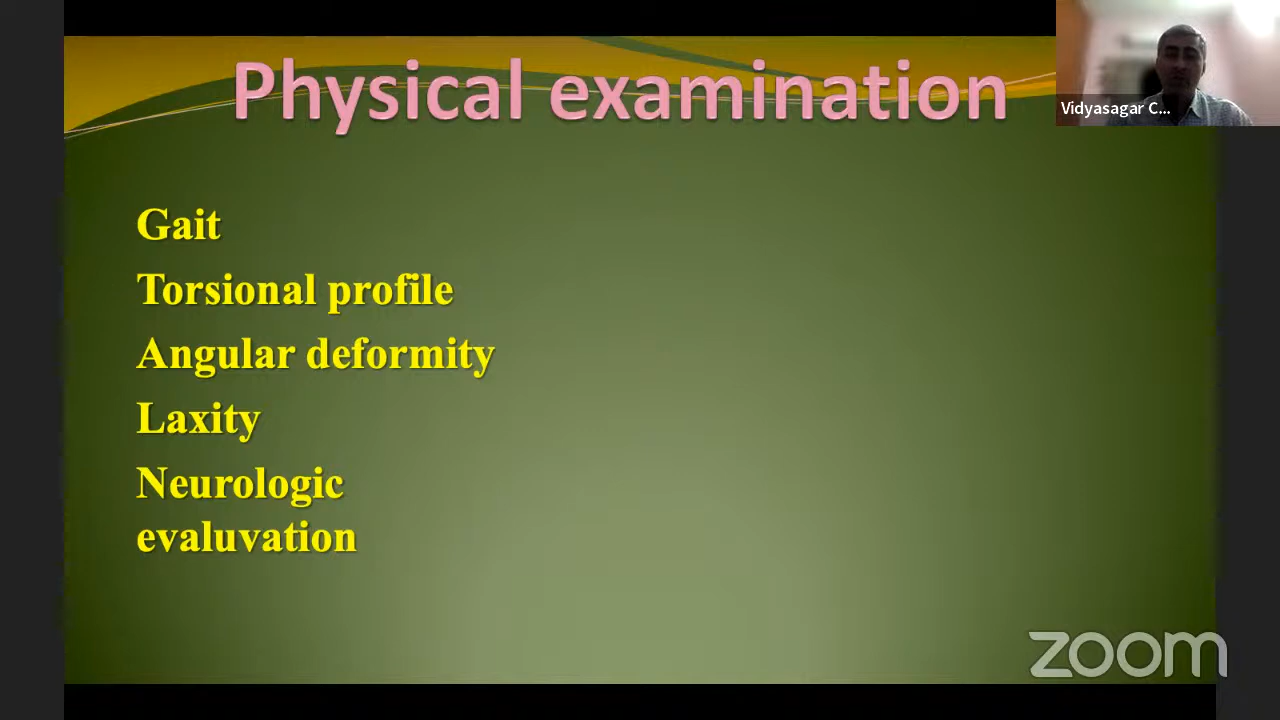 Physical examination
Vidyasagar C...
Gait
Torsional profile
Angular deformity
Laxity
Neurologic
evaluvation
zoom